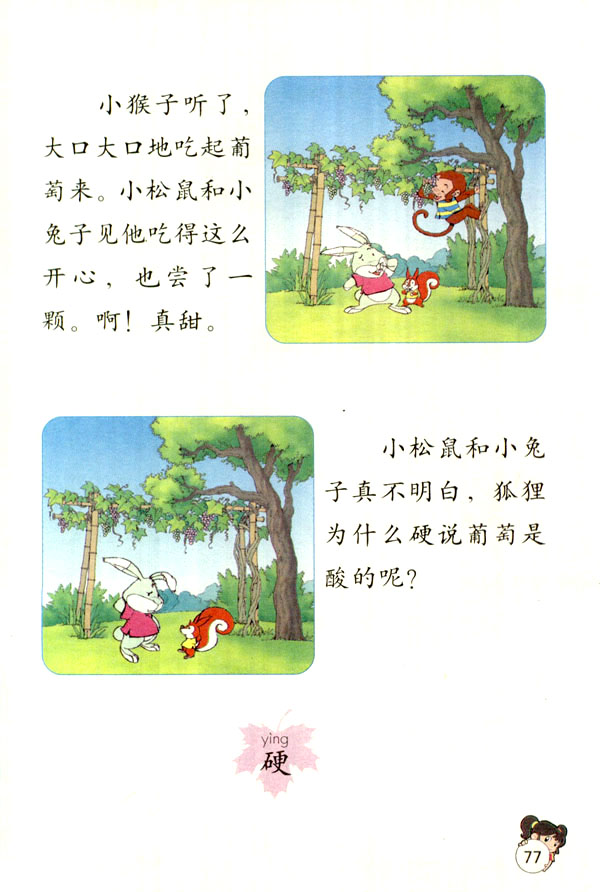 小猴子听了，
大口大口地吃起葡
萄来。小松鼠和小
兔子见他吃得这么
开心，也尝了一
颗。啊！真甜。
小松鼠和小兔
子真不明白，狐狸
为什么硬说葡萄是
酸的呢？
yìng
硬
77